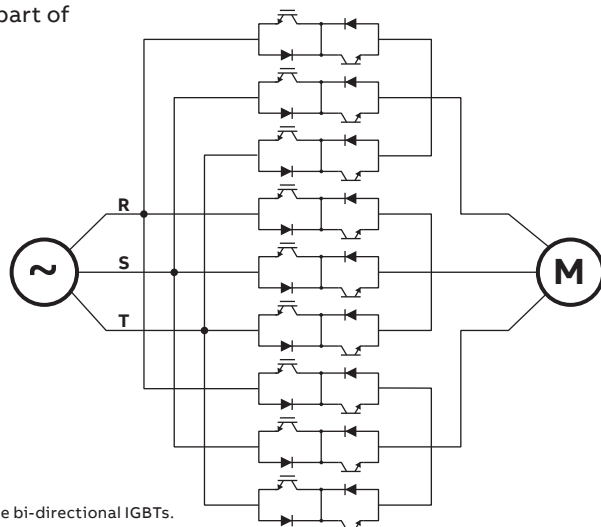 part of
R
~
S
M
T
e bi-directional IGBTs.